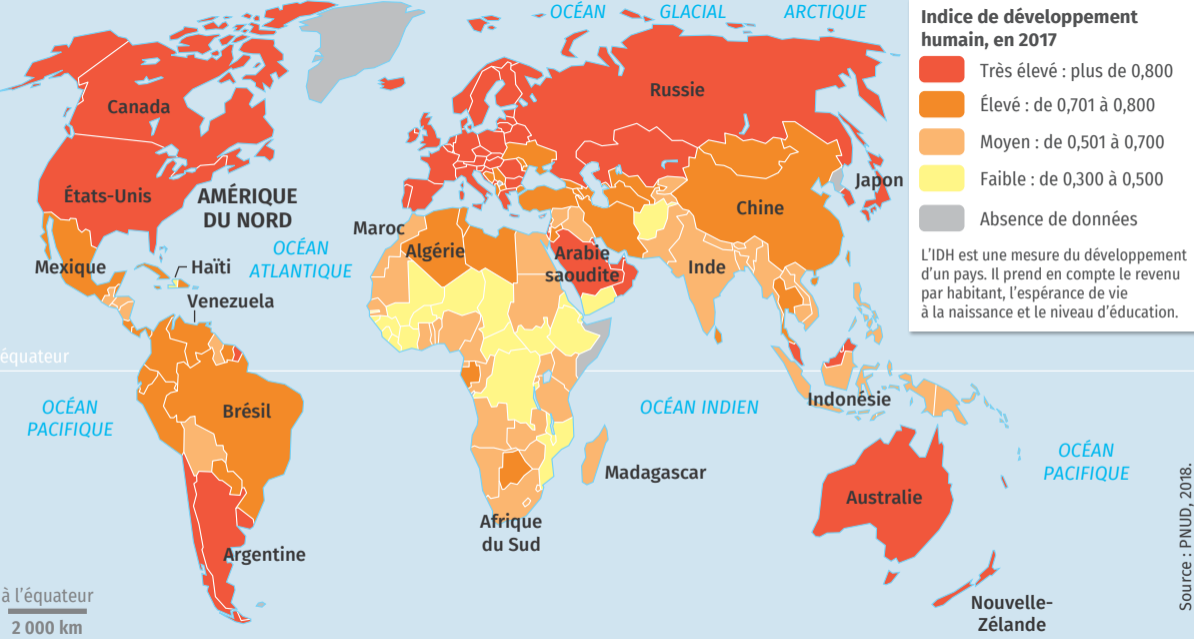 OCÉAN GLACIAL ARCTIQUE
Canada
Russie
États-Unis
AMÉRIQUE
DU NORD
Japon
Chine
Maroc
Algérie
OCÉAN
ATLANTIQUE
Arabie
saoudite
Mexique
Haïti
Inde
Venezuela
équateur
OCÉAN
PACIFIQUE
Brésil
OCÉAN INDIEN
Indonésie
Madagascar
OCÉAN
PACIFIQUE
Australie
Afrique
du Sud
Argentine
Nouvelle-
Zélande
à l'équateur
2 000 km
Indice de développement
humain, en 2017
Très élevé : plus de 0,800
Élevé : de 0,701 à 0,800
Moyen : de 0,501 à 0,700
Faible : de 0,300 à 0,500
Absence de données
L'IDH est une mesure du développement
d'un pays. Il prend en compte le revenu
par habitant, l'espérance de vie
à la naissance et le niveau d'éducation.
Source : PNUD, 2018.